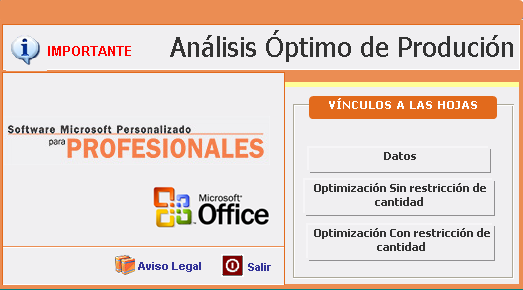 IMPORTANTE
Análisis Óptimo de Produción
Software Microsoft Personalizado
para PROFESIONALES
Microsoft®
Office
Aviso Legal
Salir
VÍNCULOS A LAS HOJAS
Datos
Optimización Sin restricción de
cantidad
Optimización Con restricción de
cantidad